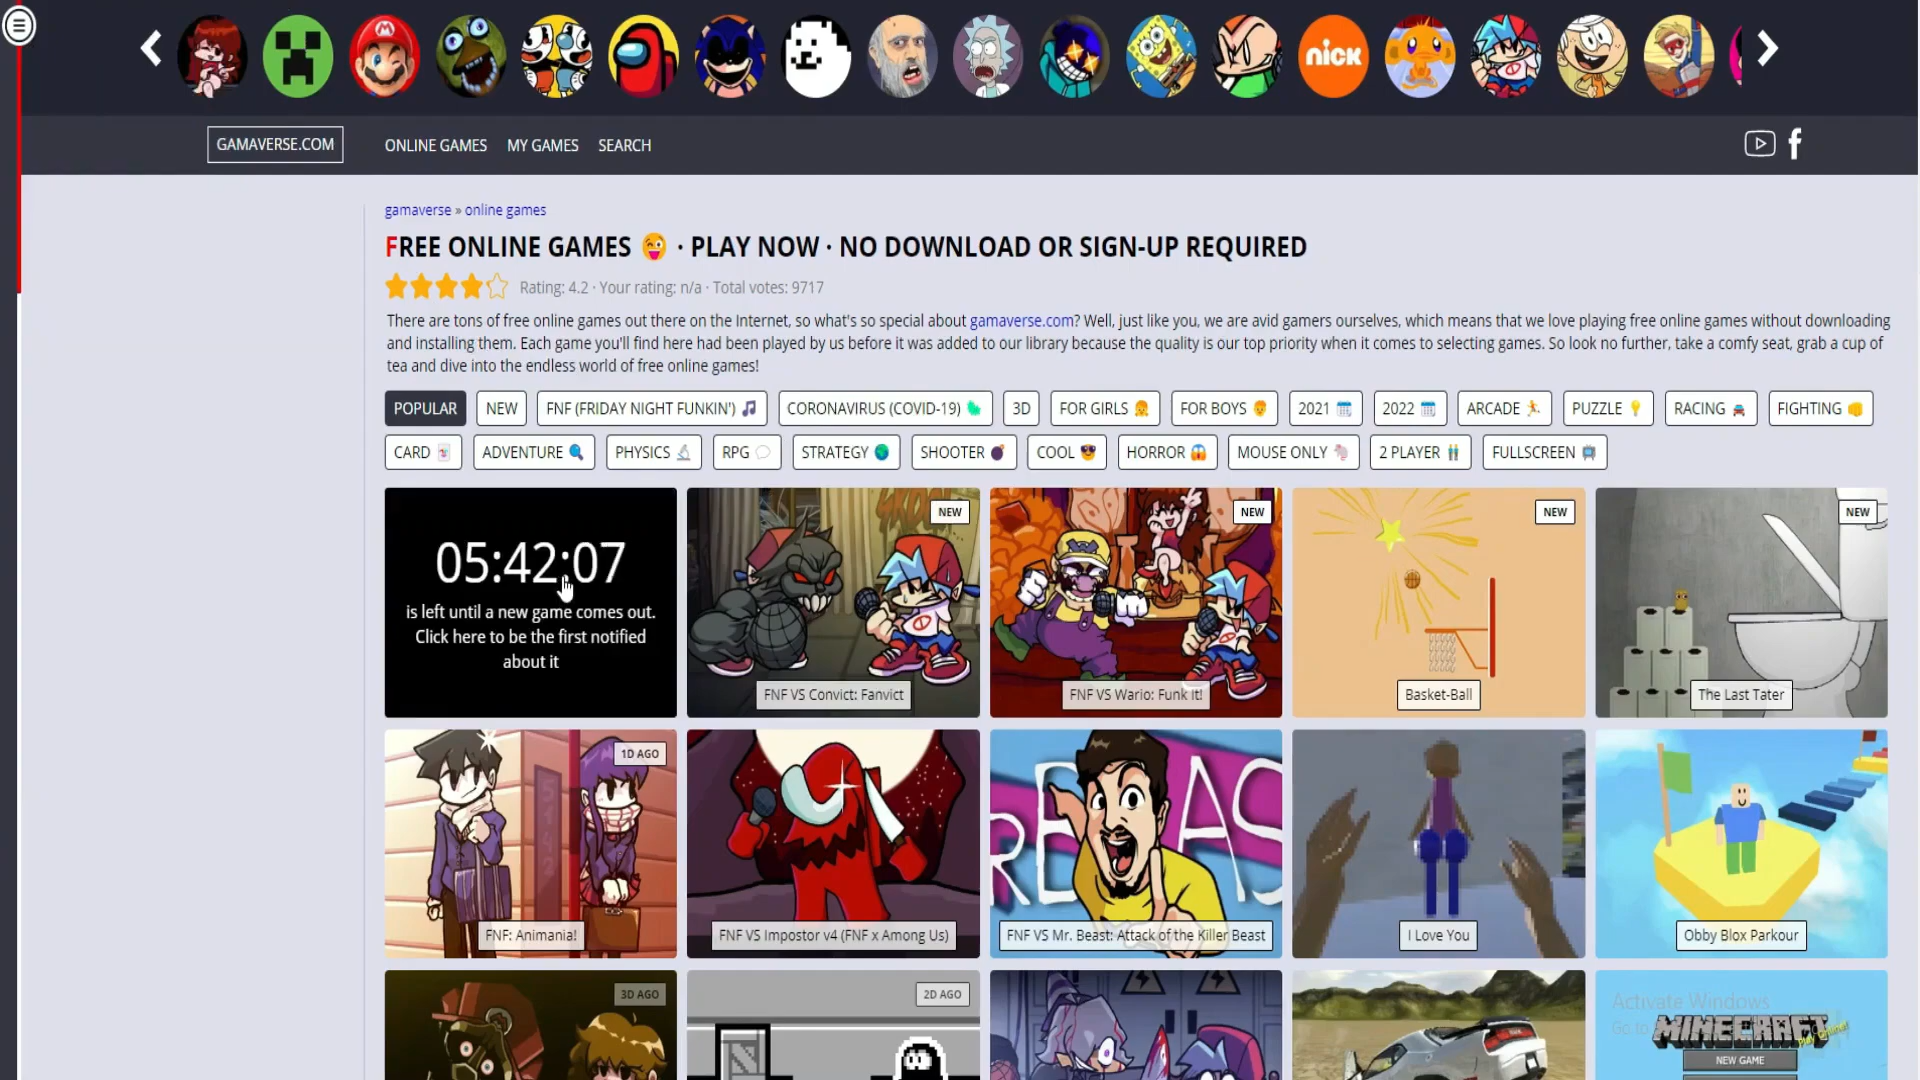 nick
GAMAVERSE.COM
ONLINE GAMES
MY GAMES
SEARCH
gamaverse » online games
FREE ONLINE GAMES 😜 · PLAY NOW · NO DOWNLOAD OR SIGN-UP REQUIRED
Rating: 4.2 · Your rating: n/a · Total votes: 9717
There are tons of free online games out there on the Internet, so what's so special about gamaverse.com? Well, just like you, we are avid gamers ourselves, which means that we love playing free online games without downloading
and installing them. Each game you'll find here had been played by us before it was added to our library because the quality is our top priority when it comes to selecting games. So look no further, take a comfy seat, grab a cup of
tea and dive into the endless world of free online games!
POPULAR NEW FNF (FRIDAY NIGHT FUNKIN') CORONAVIRUS (COVID-19) 3D FOR GIRLS FOR BOYS 2021 2022 ARCADE PUZZLE RACING FIGHTING
CARD ADVENTURE PHYSICS RPG STRATEGY SHOOTER COOL HORROR MOUSE ONLY 2 PLAYER FULLSCREEN
05:42:07
is left until a new game comes out.
Click here to be the first notified
about it
NEW
FNF VS Convict: Fanvict
NEW
FNF VS Wario: Funk It!
NEW
Basket-Ball
NEW
The Last Tater
1D AGO
FNF: Animania!
FNF VS Impostor v4 (FNF x Among Us)
FNF VS Mr. Beast: Attack of the Killer Beast
I Love You
Obby Blox Parkour
3D AGO
2D AGO
Activate Windows
Go to
MINECRAFT
NEW GAME